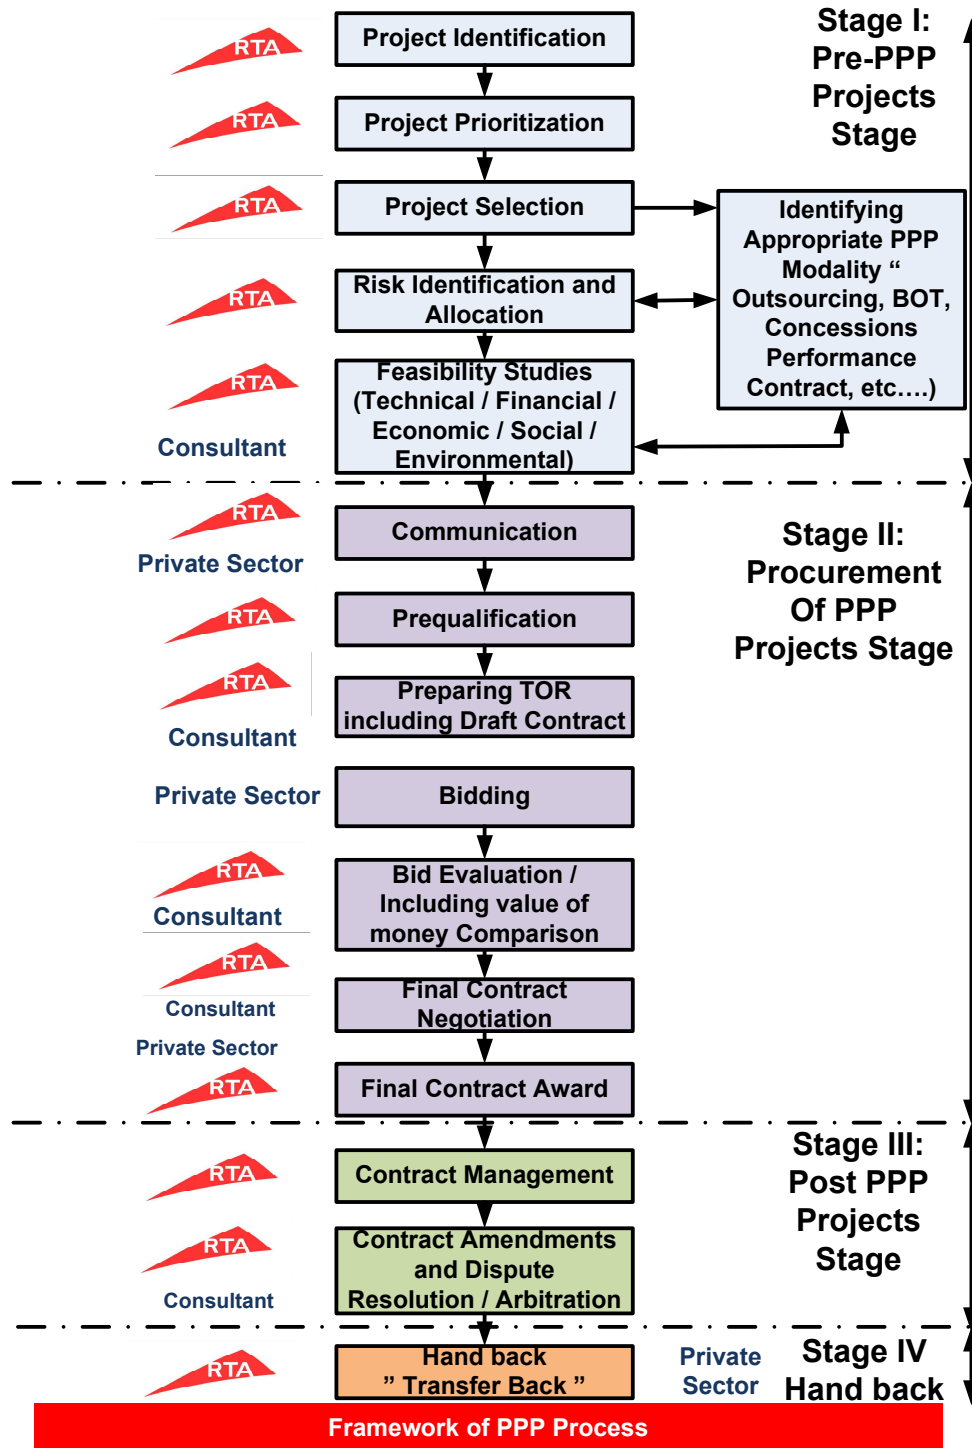 RTA
Project Identification
Stage I:
Pre-PPP
Projects
Stage
RTA
Project Prioritization
RTA
Project Selection
Identifying
Appropriate PPP
Modality “
Outsourcing, BOT,
Concessions
Performance
Contract, etc….)
RTA
Risk Identification and
Allocation
RTA
Consultant
Feasibility Studies
(Technical / Financial /
Economic / Social /
Environmental)
RTA
Private Sector
Communication
Stage II:
Procurement
Of PPP
Projects Stage
RTA
Prequalification
RTA
Consultant
Preparing TOR
including Draft Contract
Private Sector
Bidding
RTA
Consultant
Bid Evaluation /
Including value of
money Comparison
RTA
Consultant
Private Sector
Final Contract
Negotiation
RTA
Final Contract Award
RTA
Contract Management
Stage III:
Post PPP
Projects
Stage
RTA
Consultant
Contract Amendments
and Dispute
Resolution / Arbitration
RTA
Hand back
” Transfer Back ”
Private
Sector
Stage IV
Hand back
Framework of PPP Process